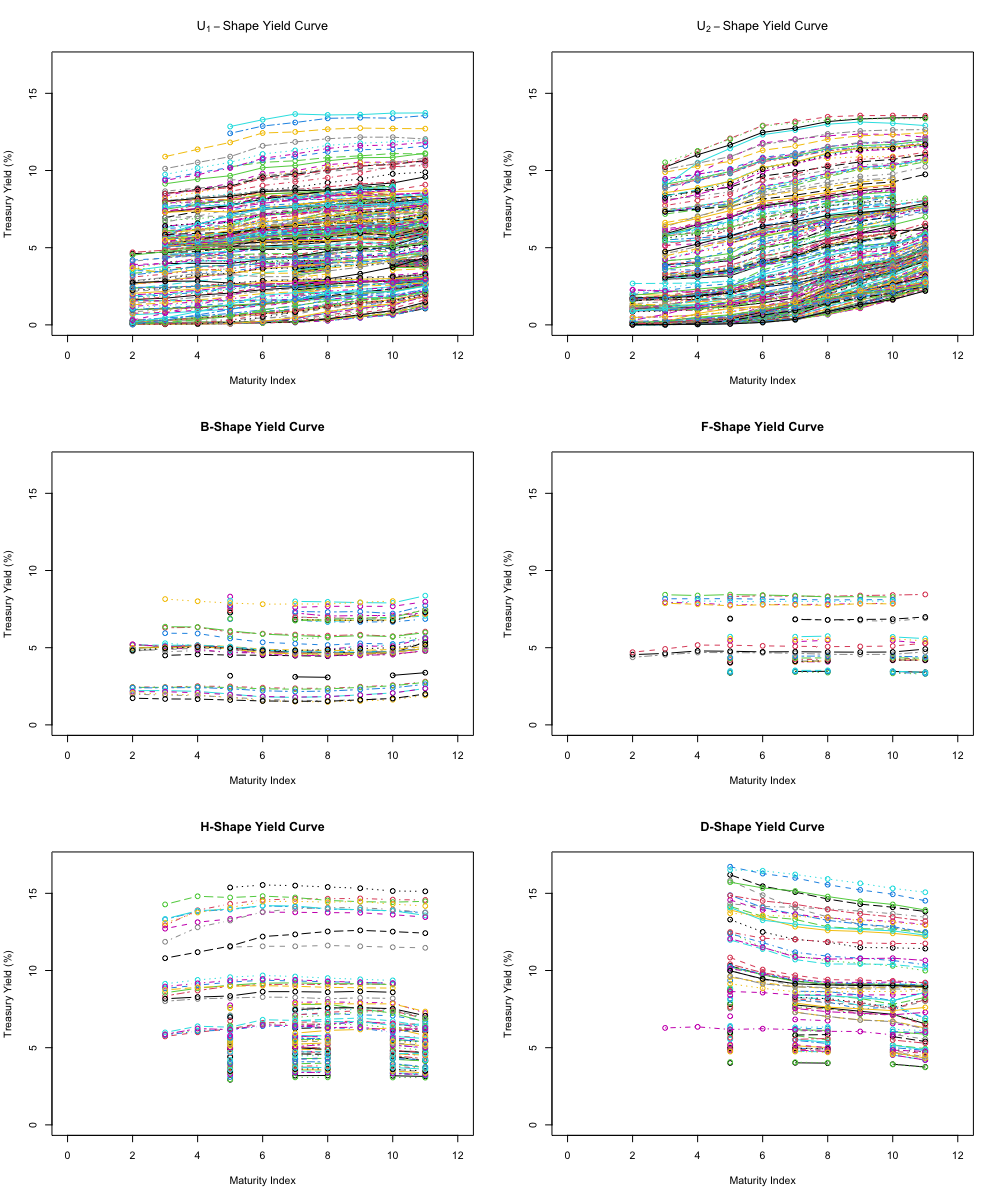 U₁ – Shape Yield Curve
Treasury Yield (%)
0 5 10 15
0 2 4 6 8 10 12
Maturity Index
U₂ – Shape Yield Curve
Treasury Yield (%)
0 5 10 15
0 2 4 6 8 10 12
Maturity Index
B-Shape Yield Curve
Treasury Yield (%)
0 5 10 15
0 2 4 6 8 10 12
Maturity Index
F-Shape Yield Curve
Treasury Yield (%)
0 5 10 15
0 2 4 6 8 10 12
Maturity Index
H-Shape Yield Curve
Treasury Yield (%)
0 5 10 15
0 2 4 6 8 10 12
Maturity Index
D-Shape Yield Curve
Treasury Yield (%)
0 5 10 15
0 2 4 6 8 10 12
Maturity Index